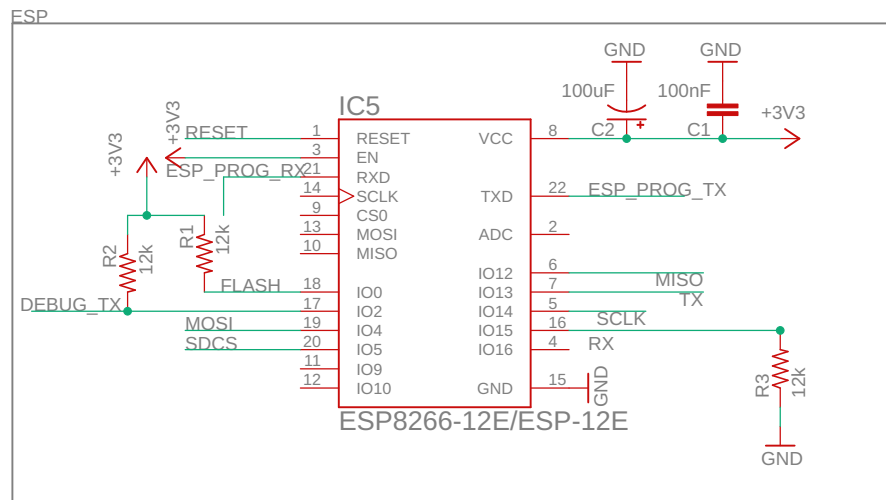 ESP
GND GND
100uF 100nF
+3V3
C2 C1
IC5
+3V3
+3V3
RESET 1 RESET VCC 8
3 EN
ESP_PROG_RX 21 RXD
14 SCLK TXD 22 ESP_PROG_TX
9 CS0
13 MOSI ADC 2
10 MISO
R2 12k R1 12k
IO12 6 MISO
FLASH 18 IO0 IO13 7 TX
DEBUG_TX 17 IO2 IO14 5 SCLK
MOSI 19 IO4 IO15 16
SDCS 20 IO5 IO16 4 RX
11 IO9
12 IO10 GND 15 GND
R3 12k
ESP8266-12E/ESP-12E
GND